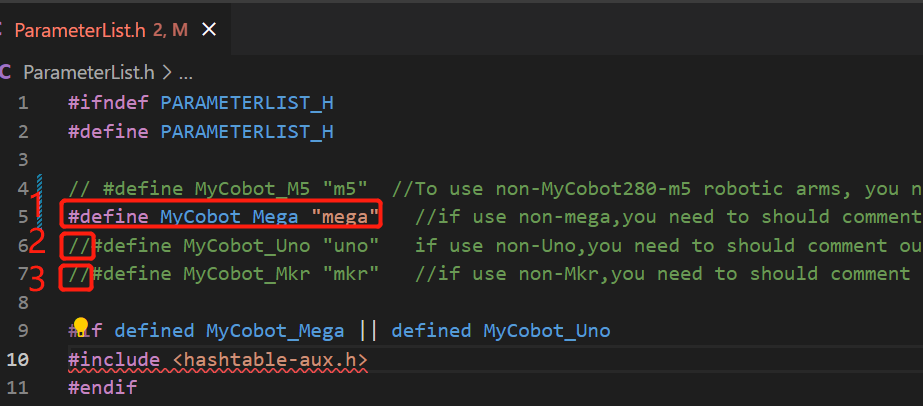 ParameterList.h 2, M
ParameterList.h > ...
1 #ifndef PARAMETERLIST_H
2 #define PARAMETERLIST_H
3
4 // #define MyCobot_M5 "m5" //To use non-MyCobot280-m5 robotic arms, you n
1
5 #define MyCobot_Mega "mega" //if use non-mega,you need to should comment
2
6 //#define MyCobot_Uno "uno" if use non-Uno,you need to should comment ou
3
7 //#define MyCobot_Mkr "mkr" //if use non-Mkr,you need to should comment
8
9 #if defined MyCobot_Mega || defined MyCobot_Uno
10 #include <hashtable-aux.h>
11 #endif